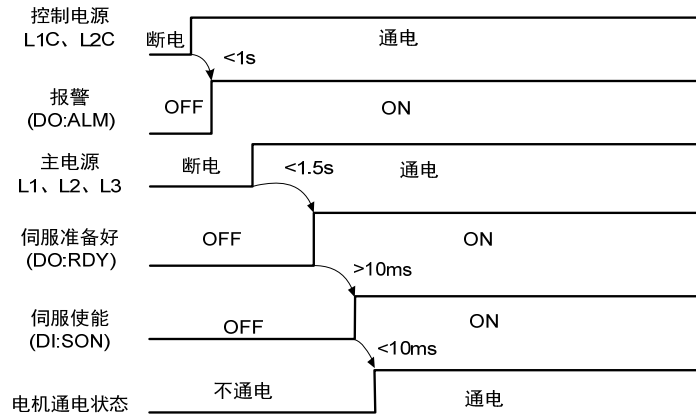 控制电源
L1C、L2C
断电
通电
<1s
报警
(DO:ALM)
OFF
ON
主电源
L1、L2、L3
断电
<1.5s
通电
伺服准备好
(DO:RDY)
OFF
ON
>10ms
伺服使能
(DI:SON)
OFF
ON
<10ms
电机通电状态
不通电
通电